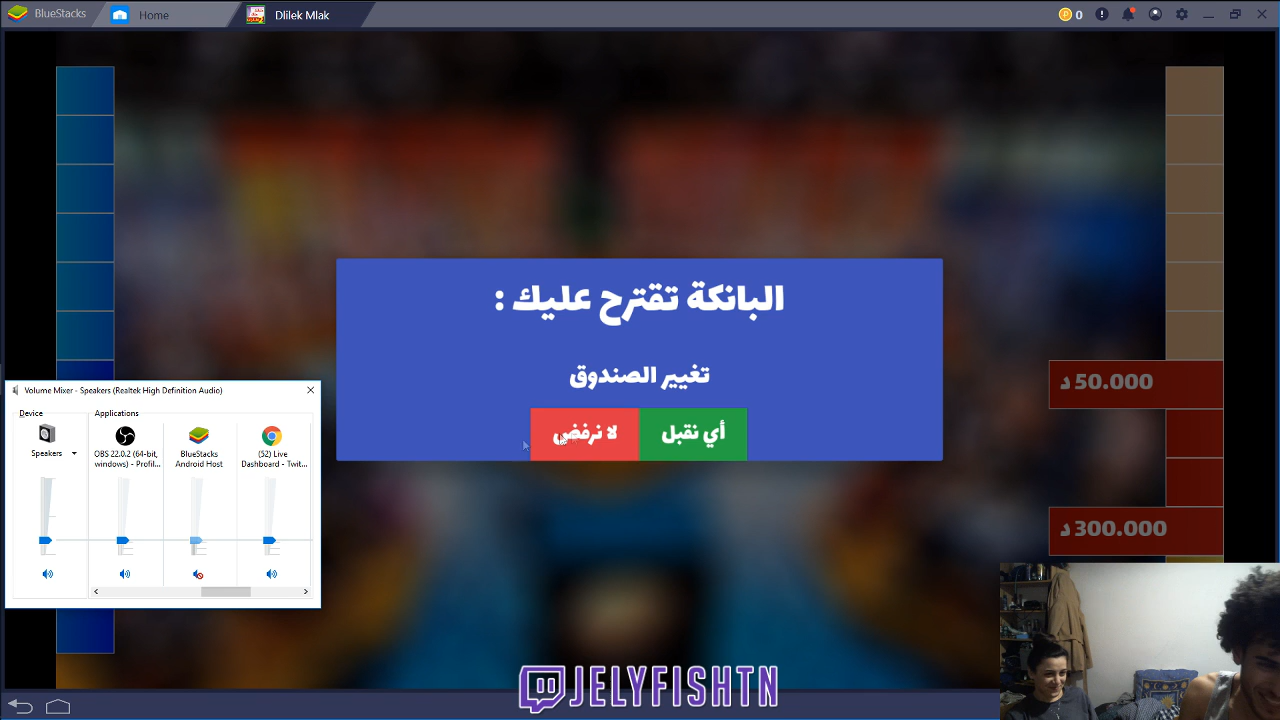 BlueStacks
Home
Dlilek Mlak
0
البانكة تقترح عليك :
تغيير الصندوق
لا نرفض
أي نقبل
50.000 د
300.000 د
Volume Mixer - Speakers (Realtek High Definition Audio)
Device
Applications
Speakers
OBS 22.0.2 (64-bit, windows) - Profil...
BlueStacks Android Host
(52) Live Dashboard - Twit...
JELYFISHTN